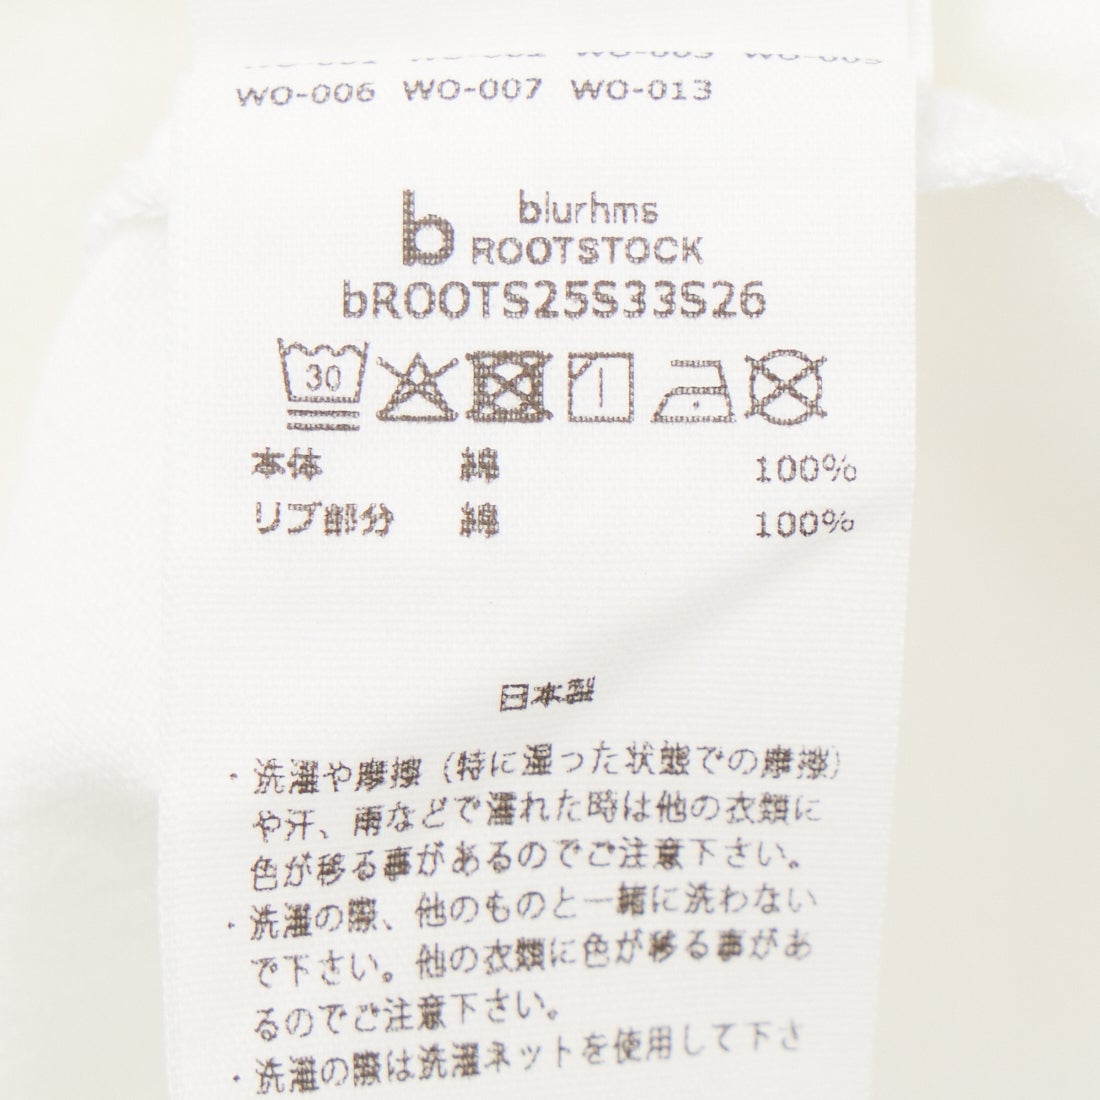 WO-006 WO-007 WO-013
b blurhms
ROOTSTOCK
bROOTS25S33S26
30
本体 綿 100%
リブ部分 綿 100%
日本製
・洗濯や摩擦（特に湿った状態での摩擦）
や汗、雨などで濡れた時は他の衣類に
色が移る事があるのでご注意下さい。
・洗濯の際、他のものと一緒に洗わない
で下さい。他の衣類に色が移る事があ
るのでご注意下さい。
・洗濯の際は洗濯ネットを使用して下さ